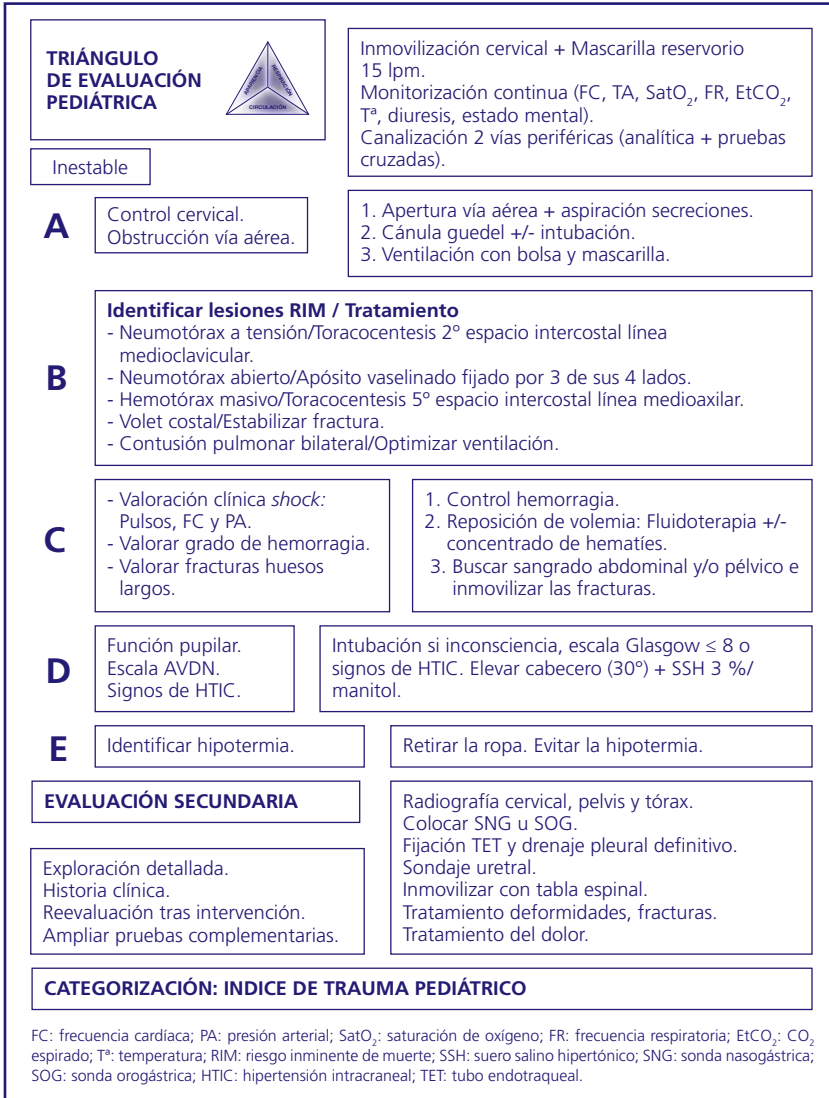 TRIÁNGULO
DE EVALUACIÓN
PEDIÁTRICA
APARIENCIA
RESPIRACIÓN
CIRCULACIÓN
Inmovilización cervical + Mascarilla reservorio
15 lpm.
Monitorización continua (FC, TA, SatO₂, FR, EtCO₂,
Tª, diuresis, estado mental).
Canalización 2 vías periféricas (analítica + pruebas
cruzadas).
Inestable
A
Control cervical.
Obstrucción vía aérea.
1. Apertura vía aérea + aspiración secreciones.
2. Cánula guedel +/- intubación.
3. Ventilación con bolsa y mascarilla.
B
Identificar lesiones RIM / Tratamiento
- Neumotórax a tensión/Toracocentesis 2º espacio intercostal línea
medioclavicular.
- Neumotórax abierto/Apósito vaselinado fijado por 3 de sus 4 lados.
- Hemotórax masivo/Toracocentesis 5º espacio intercostal línea medioaxilar.
- Volet costal/Estabilizar fractura.
- Contusión pulmonar bilateral/Optimizar ventilación.
C
- Valoración clínica shock:
Pulsos, FC y PA.
- Valorar grado de hemorragia.
- Valorar fracturas huesos
largos.
1. Control hemorragia.
2. Reposición de volemia: Fluidoterapia +/-
concentrado de hematíes.
3. Buscar sangrado abdominal y/o pélvico e
inmovilizar las fracturas.
D
Función pupilar.
Escala AVDN.
Signos de HTIC.
Intubación si inconsciencia, escala Glasgow ≤ 8 o
signos de HTIC. Elevar cabecero (30º) + SSH 3 %/
manitol.
E
Identificar hipotermia.
Retirar la ropa. Evitar la hipotermia.
EVALUACIÓN SECUNDARIA
Exploración detallada.
Historia clínica.
Reevaluación tras intervención.
Ampliar pruebas complementarias.
Radiografía cervical, pelvis y tórax.
Colocar SNG u SOG.
Fijación TET y drenaje pleural definitivo.
Sondaje uretral.
Inmovilizar con tabla espinal.
Tratamiento deformidades, fracturas.
Tratamiento del dolor.
CATEGORIZACIÓN: INDICE DE TRAUMA PEDIÁTRICO
FC: frecuencia cardíaca; PA: presión arterial; SatO₂: saturación de oxígeno; FR: frecuencia respiratoria; EtCO₂: CO₂
espirado; Tª: temperatura; RIM: riesgo inminente de muerte; SSH: suero salino hipertónico; SNG: sonda nasogástrica;
SOG: sonda orogástrica; HTIC: hipertensión intracraneal; TET: tubo endotraqueal.